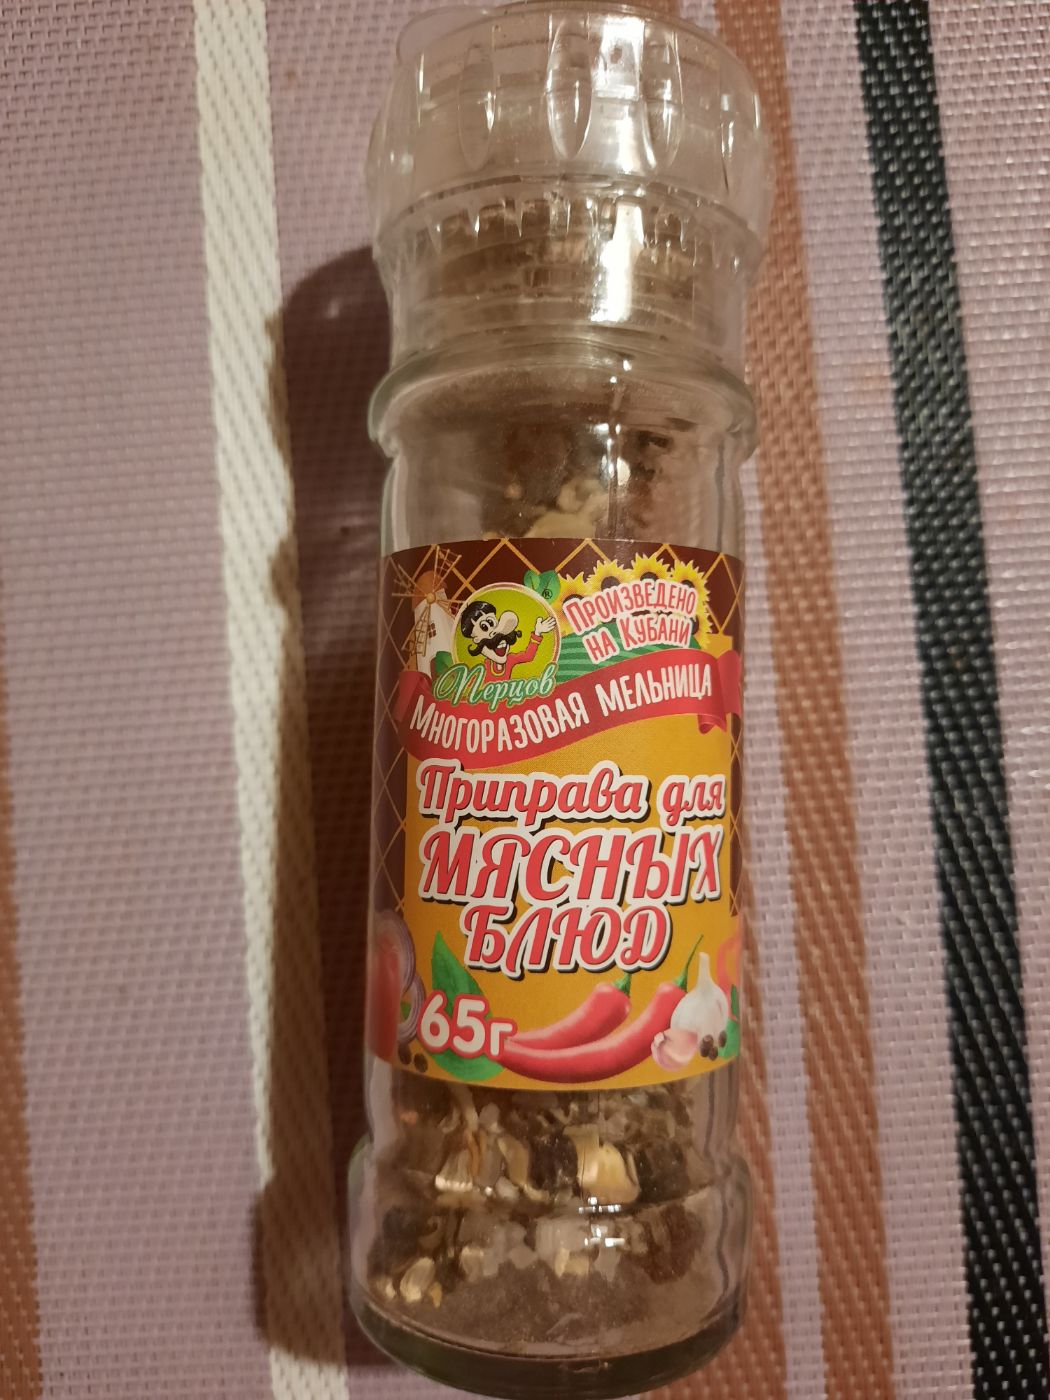 ®
Произведено
на Кубани
Перцов
Многоразовая мельница
Приправа для
мясных
блюд
65г